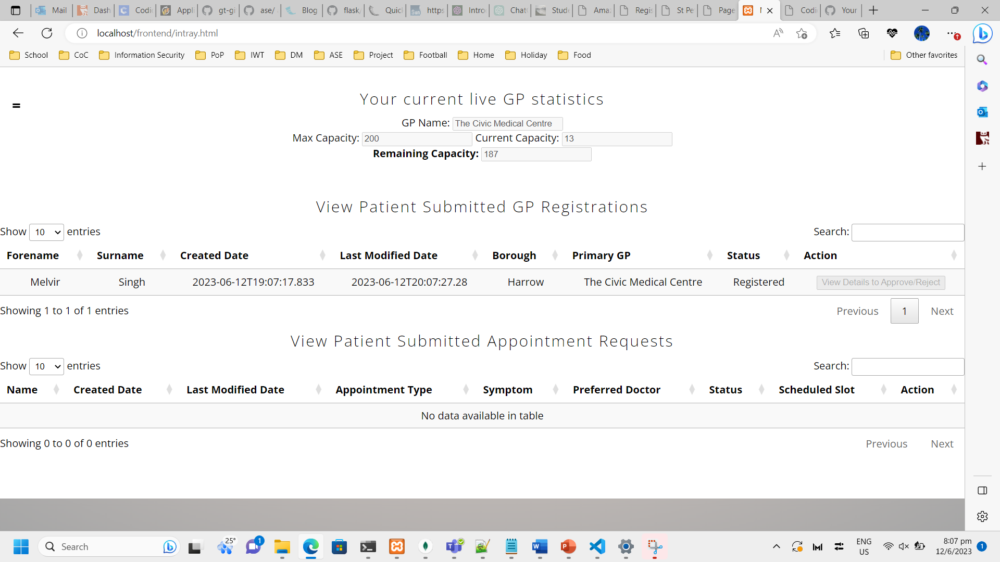 Mail Dash Codi Appli gt-gi ase/ Blog flask/ Quick https Intro Chat Stude Amaz Regis St Pe Page Codi Your
localhost/frontend/intray.html
School CoC Information Security PoP IWT DM ASE Project Football Home Holiday Food Other favorites
=
Your current live GP statistics
GP Name: The Civic Medical Centre
Max Capacity: 200 Current Capacity: 13
Remaining Capacity: 187
View Patient Submitted GP Registrations
Show 10 entries Search:
Forename Surname Created Date Last Modified Date Borough Primary GP Status Action
Melvir Singh 2023-06-12T19:07:17.833 2023-06-12T20:07:27.28 Harrow The Civic Medical Centre Registered View Details to Approve/Reject
Showing 1 to 1 of 1 entries Previous 1 Next
View Patient Submitted Appointment Requests
Show 10 entries Search:
Name Created Date Last Modified Date Appointment Type Symptom Preferred Doctor Status Scheduled Slot Action
No data available in table
Showing 0 to 0 of 0 entries Previous Next
Search 25° 1 ENG 8:07 pm
US 12/6/2023 1